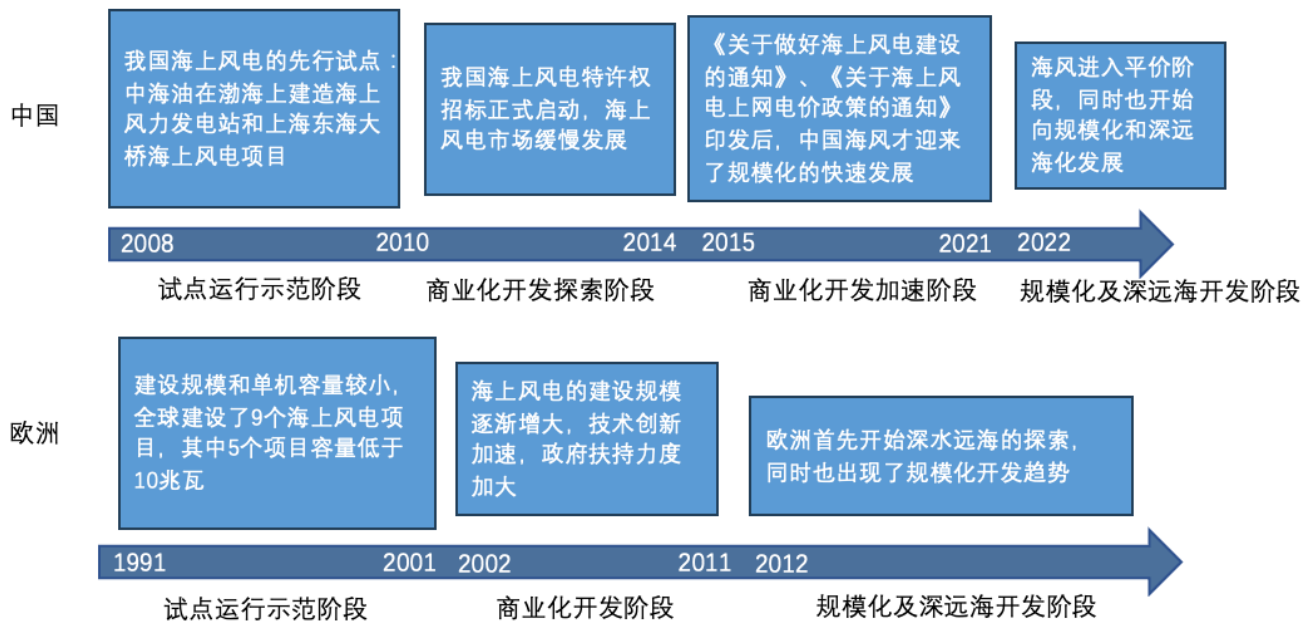 中国
我国海上风电的先行试点：
中海油在渤海上建造海上
风力发电站和上海东海大
桥海上风电项目
我国海上风电特许权
招标正式启动，海上
风电市场缓慢发展
《关于做好海上风电建设
的通知》、《关于海上风
电上网电价政策的通知》
印发后，中国海风才迎来
了规模化的快速发展
海风进入平价阶
段，同时也开始
向规模化和深远
海化发展
2008 2010 2014 2015 2021 2022
试点运行示范阶段 商业化开发探索阶段 商业化开发加速阶段 规模化及深远海开发阶段
欧洲
建设规模和单机容量较小，
全球建设了9个海上风电项
目，其中5个项目容量低于
10兆瓦
海上风电的建设规模
逐渐增大，技术创新
加速，政府扶持力度
加大
欧洲首先开始深水远海的探索，
同时也出现了规模化开发趋势
1991 2001 2002 2011 2012
试点运行示范阶段 商业化开发阶段 规模化及深远海开发阶段